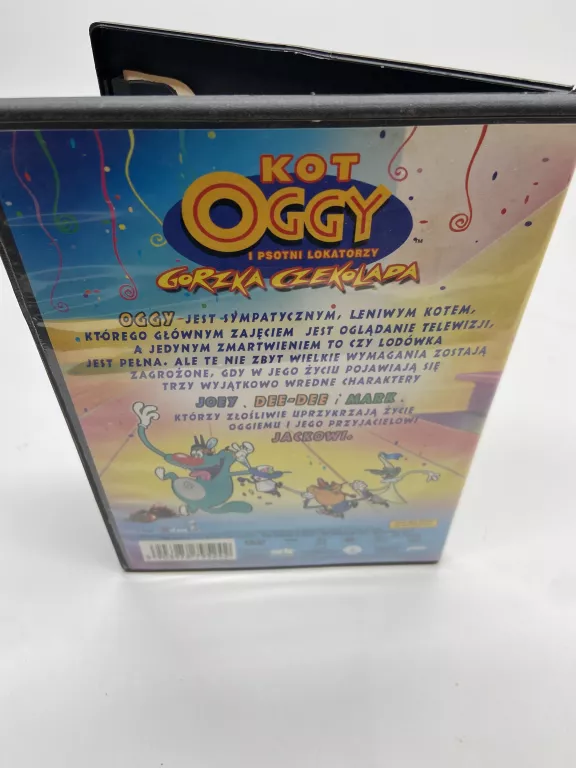 KOT
OGGY
I PSOTNI LOKATORZY
GORZKA CZEKOLADA
OGGY JEST SYMPATYCZNYM, LENIWYM KOTEM,
KTÓREGO GŁÓWNYM ZAJĘCIEM JEST OGLĄDANIE TELEWIZJI,
A JEDYNYM ZMARTWIENIEM TO CZY LODÓWKA
JEST PEŁNA. ALE TE NIE ZBYT WIELKIE WYMAGANIA ZOSTAJĄ
ZAGROŻONE, GDY W JEGO ŻYCIU POJAWIAJĄ SIĘ
TRZY WYJĄTKOWO WREDNE CHARAKTERY
JOEY, DEE-DEE I MARK,
KTÓRZY ZŁOŚLIWIE UPRZYKRZAJĄ ŻYCIE
OGGIEMU I JEGO PRZYJACIELOWI
JACKOWI.